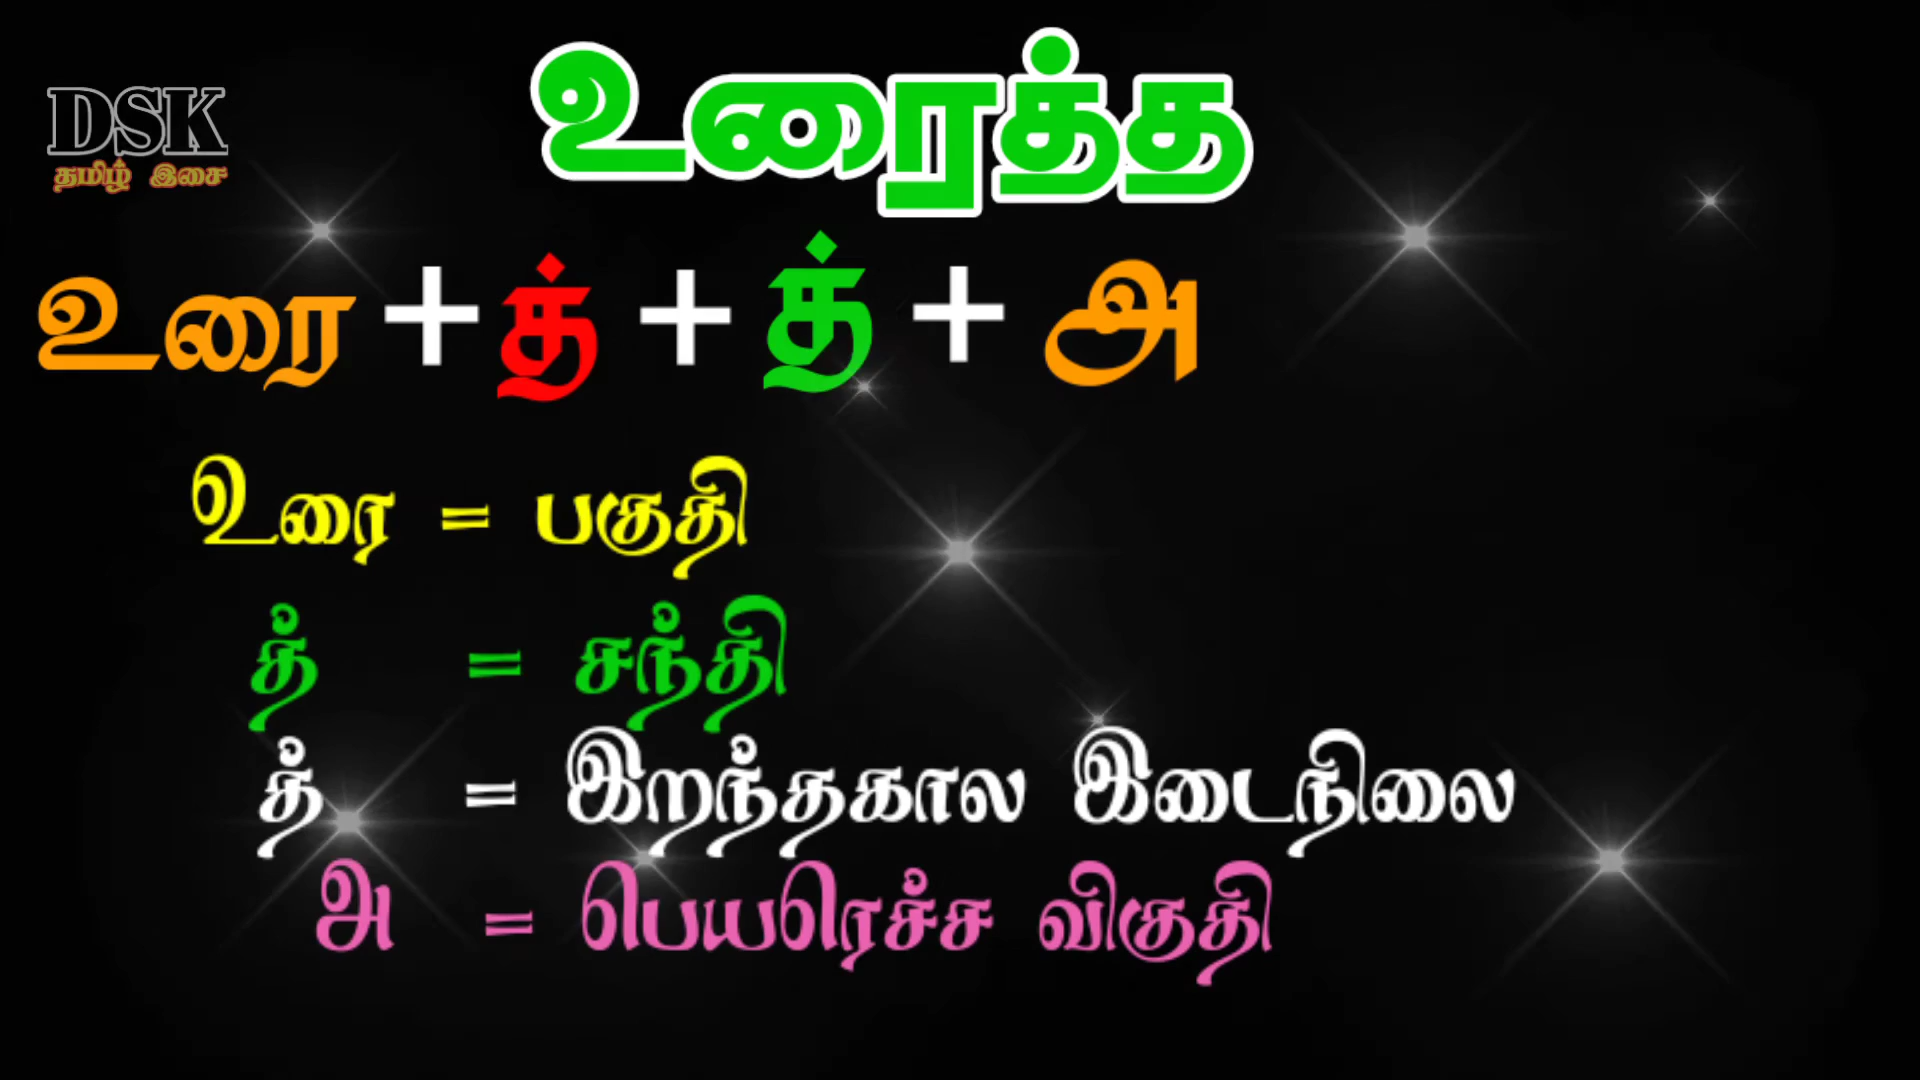 உரைத்த
DSK
தமிழ் இசை
உரை + த் + த் + அ
உரை = பகுதி
த் = சந்தி
த் = இறந்தகால இடைநிலை
அ = பெயரெச்ச விகுதி